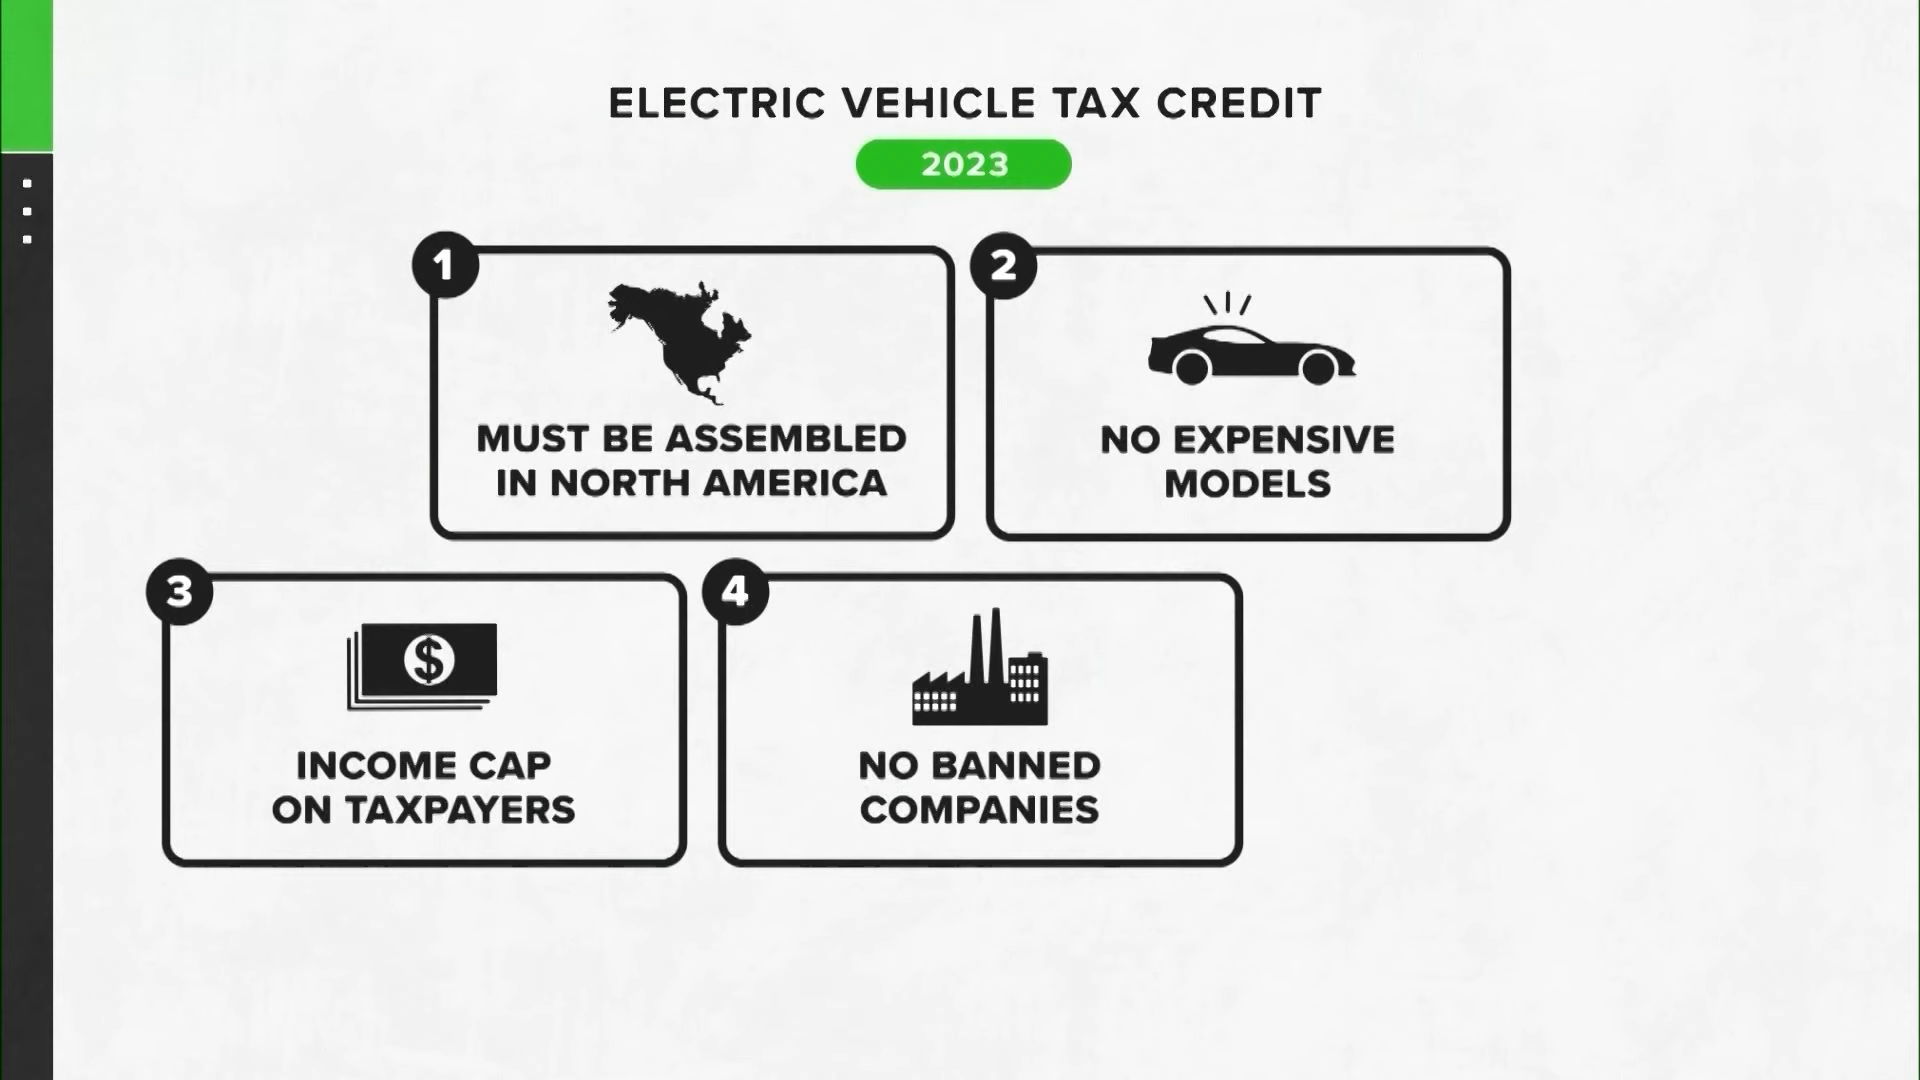 ELECTRIC VEHICLE TAX CREDIT
2023
1
MUST BE ASSEMBLED
IN NORTH AMERICA
2
NO EXPENSIVE
MODELS
3
$
INCOME CAP
ON TAXPAYERS
4
NO BANNED
COMPANIES